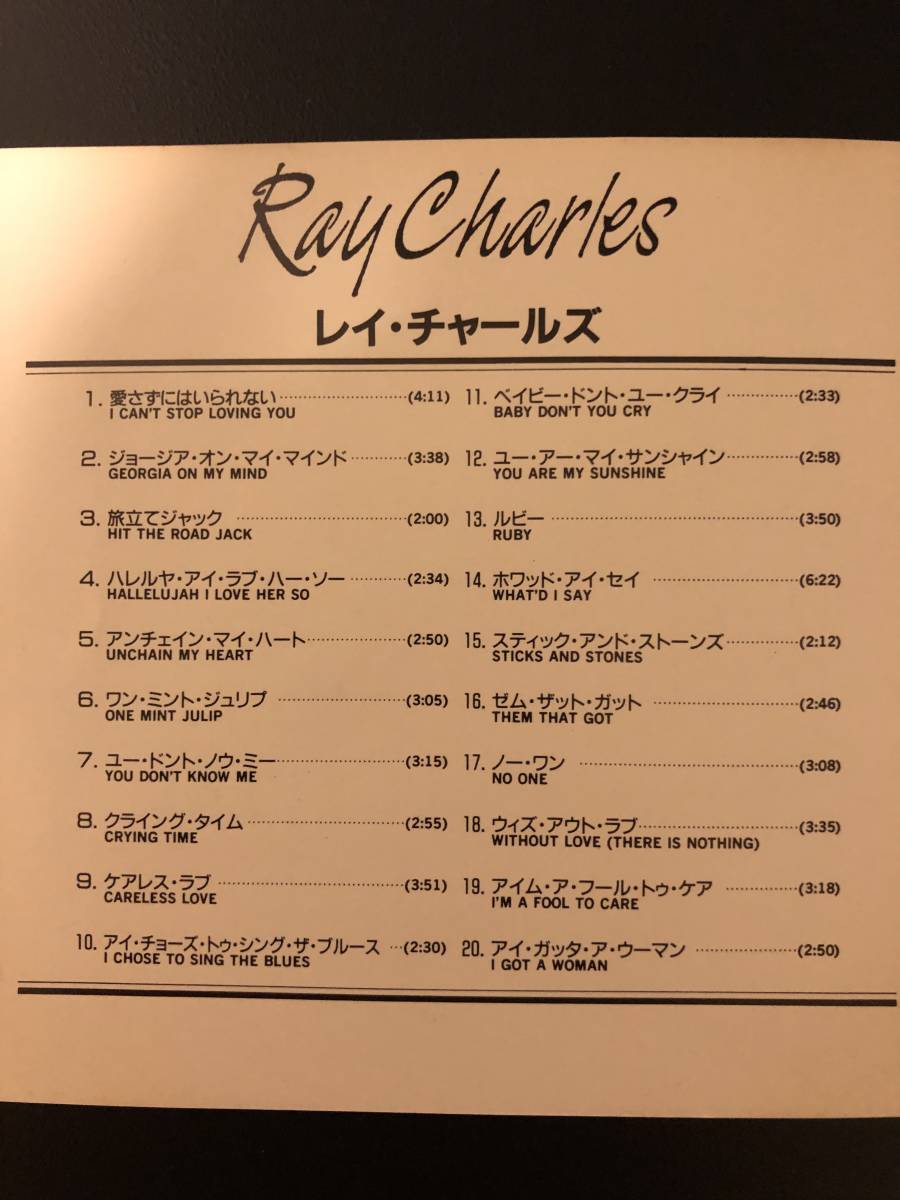 Ray Charles
レイ・チャールズ
1. 愛さずにはいられない ………………(4:11)
I CAN'T STOP LOVING YOU
2. ジョージア・オン・マイ・マインド ………(3:38)
GEORGIA ON MY MIND
3. 旅立てジャック ………………(2:00)
HIT THE ROAD JACK
4. ハレルヤ・アイ・ラブ・ハー・ソー ………(2:34)
HALLELUJAH I LOVE HER SO
5. アンチェイン・マイ・ハート ………(2:50)
UNCHAIN MY HEART
6. ワン・ミント・ジュリプ ………………(3:05)
ONE MINT JULIP
7. ユー・ドント・ノウ・ミー ………………(3:15)
YOU DON'T KNOW ME
8. クライング・タイム ………………(2:55)
CRYING TIME
9. ケアレス・ラブ ………………(3:51)
CARELESS LOVE
10. アイ・チョーズ・トゥ・シング・ザ・ブルース …(2:30)
I CHOSE TO SING THE BLUES
11. ベイビー・ドント・ユー・クライ ………(2:33)
BABY DON'T YOU CRY
12. ユー・アー・マイ・サンシャイン ………(2:58)
YOU ARE MY SUNSHINE
13. ルビー ………………(3:50)
RUBY
14. ホワッド・アイ・セイ ………………(6:22)
WHAT'D I SAY
15. スティック・アンド・ストーンズ ………(2:12)
STICKS AND STONES
16. ゼム・ザット・ガット ………………(2:46)
THEM THAT GOT
17. ノー・ワン ………………(3:08)
NO ONE
18. ウィズ・アウト・ラブ ………………(3:35)
WITHOUT LOVE (THERE IS NOTHING)
19. アイム・ア・フール・トゥ・ケア ………(3:18)
I'M A FOOL TO CARE
20. アイ・ガッタ・ア・ウーマン ………(2:50)
I GOT A WOMAN